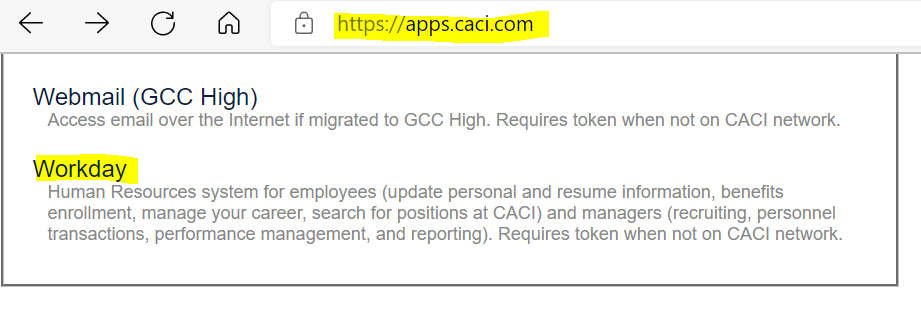 https://apps.caci.com
Webmail (GCC High)
Access email over the Internet if migrated to GCC High. Requires token when not on CACI network.
Workday
Human Resources system for employees (update personal and resume information, benefits
enrollment, manage your career, search for positions at CACI) and managers (recruiting, personnel
transactions, performance management, and reporting). Requires token when not on CACI network.